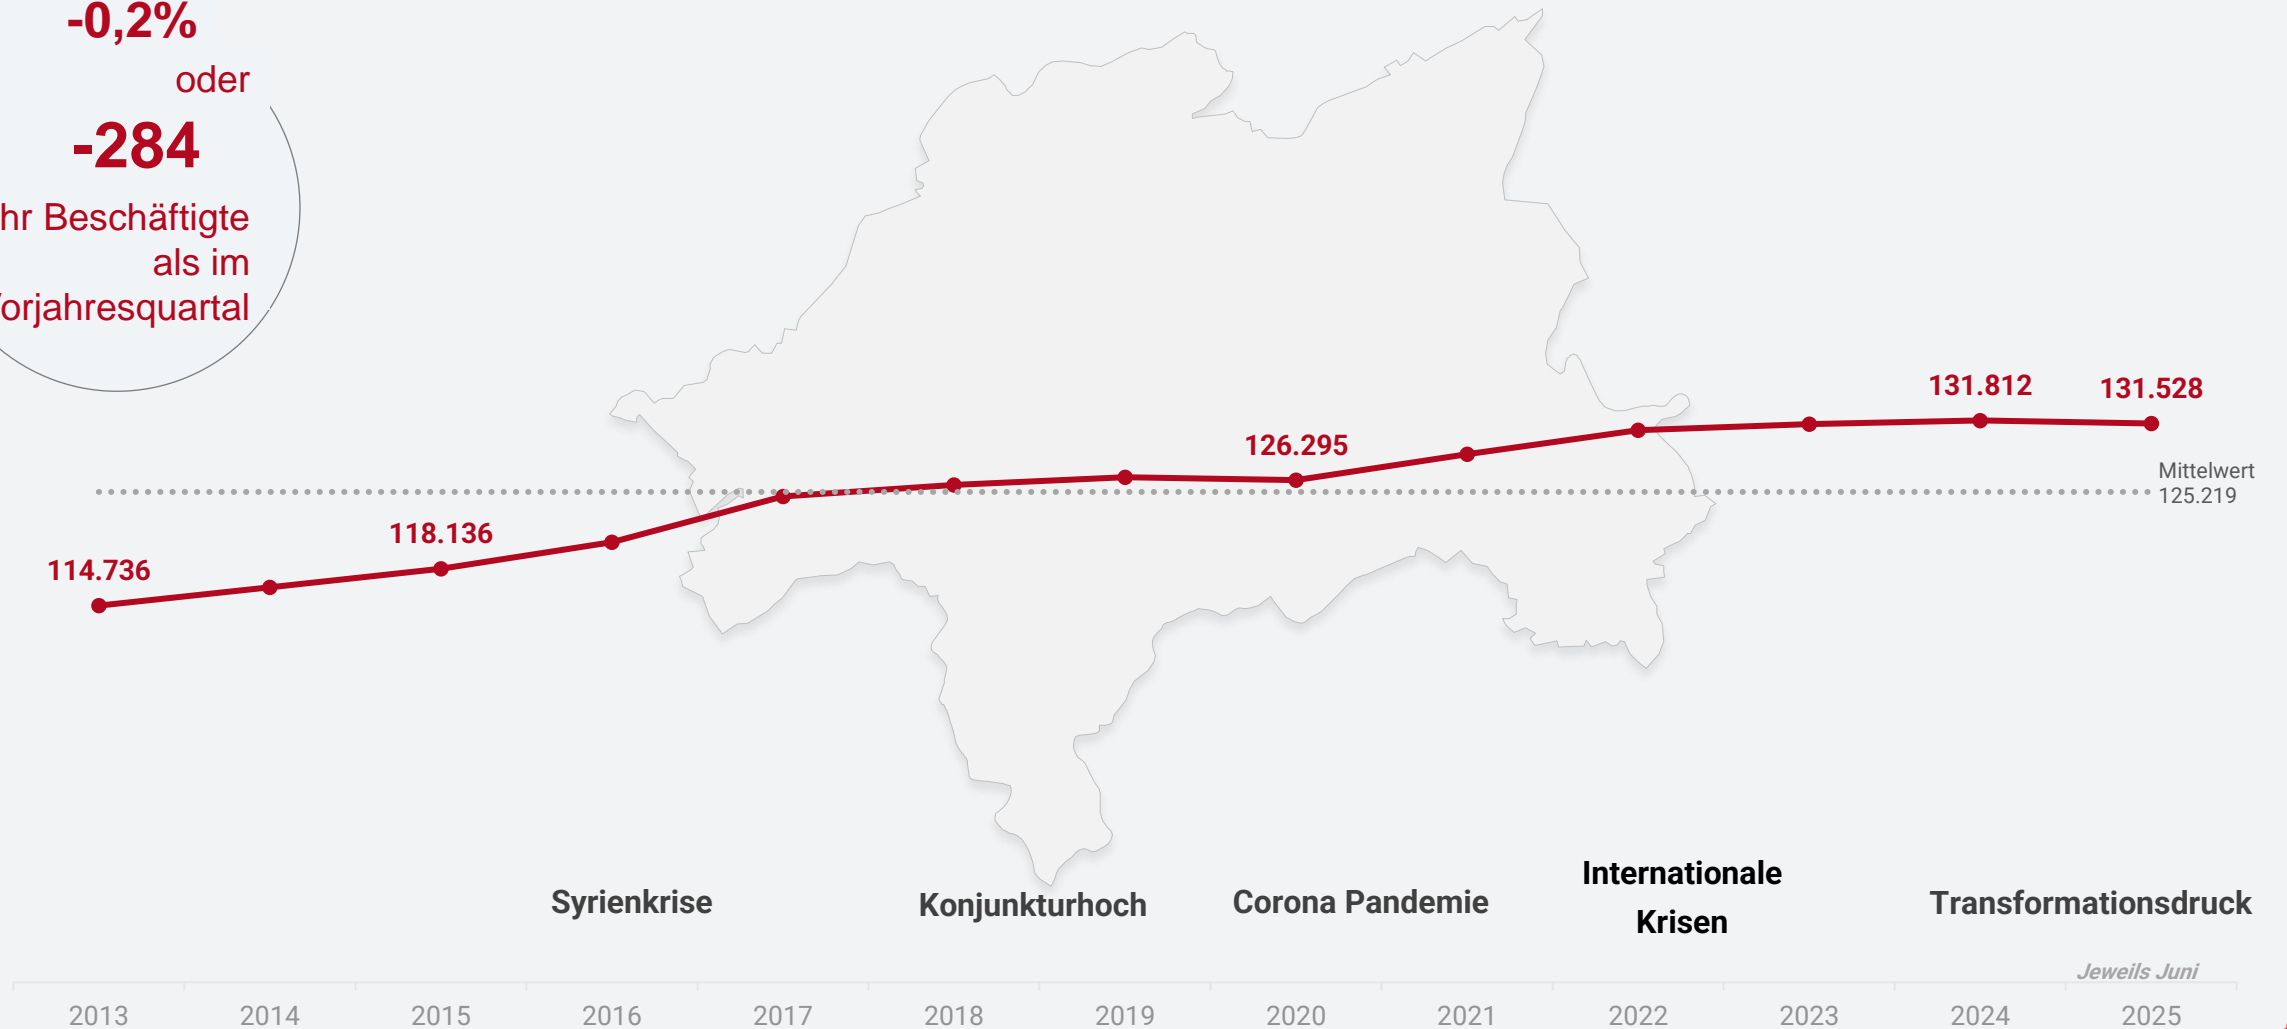 -0,2%
oder
-284
hr Beschäftigte
als im
orjahresquartal
131.812
131.528
126.295
Mittelwert
125.219
118.136
114.736
Internationale
Krisen
Syrienkrise
Konjunkturhoch
Corona Pandemie
Transformationsdruck
Jeweils Juni
2013 2014 2015 2016 2017 2018 2019 2020 2021 2022 2023 2024 2025